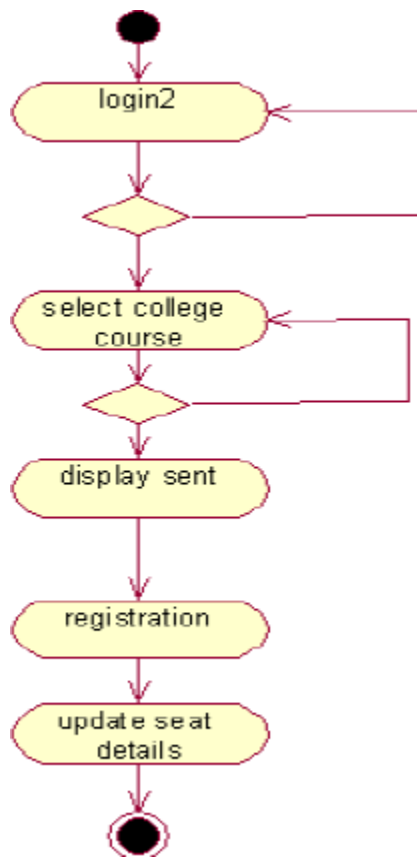 login2
select college
course
display sent
registration
update seat
details